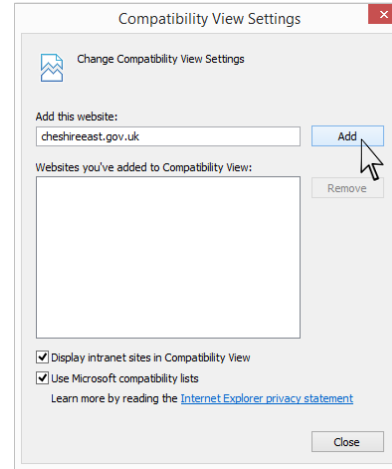 Compatibility View Settings
Change Compatibility View Settings
Add this website:
cheshireeast.gov.uk
Add
Websites you've added to Compatibility View:
Remove
Display intranet sites in Compatibility View
Use Microsoft compatibility lists
Learn more by reading the Internet Explorer privacy statement
Close